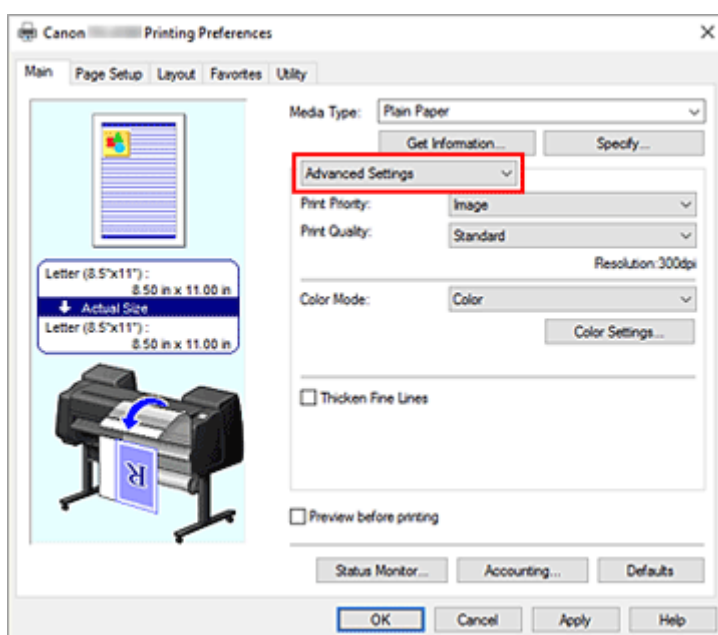 Canon Printing Preferences
Main Page Setup Layout Favorites Utility
Media Type: Plain Paper
Get Information... Specify...
Advanced Settings
Print Priority: Image
Print Quality: Standard
Resolution:300dpi
Letter (8.5"x11") :
8.50 in x 11.00 in
Actual Size
Letter (8.5"x11") :
8.50 in x 11.00 in
Color Mode: Color
Color Settings...
Thicken Fine Lines
R
Preview before printing
Status Monitor... Accounting... Defaults
OK Cancel Apply Help